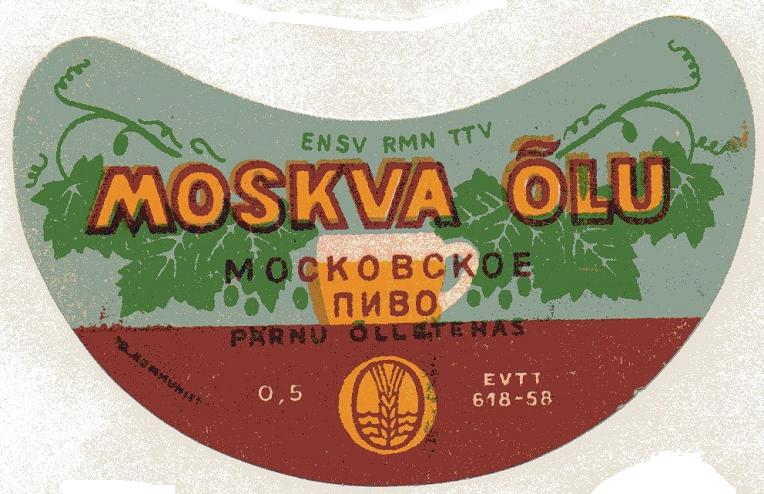 ENSV RMN TTV
MOSKVA ÕLU
МОСКОВСКОЕ
ПИВО
PÄRNU ÕLLETEHAS
0,5
EVTT
618-58